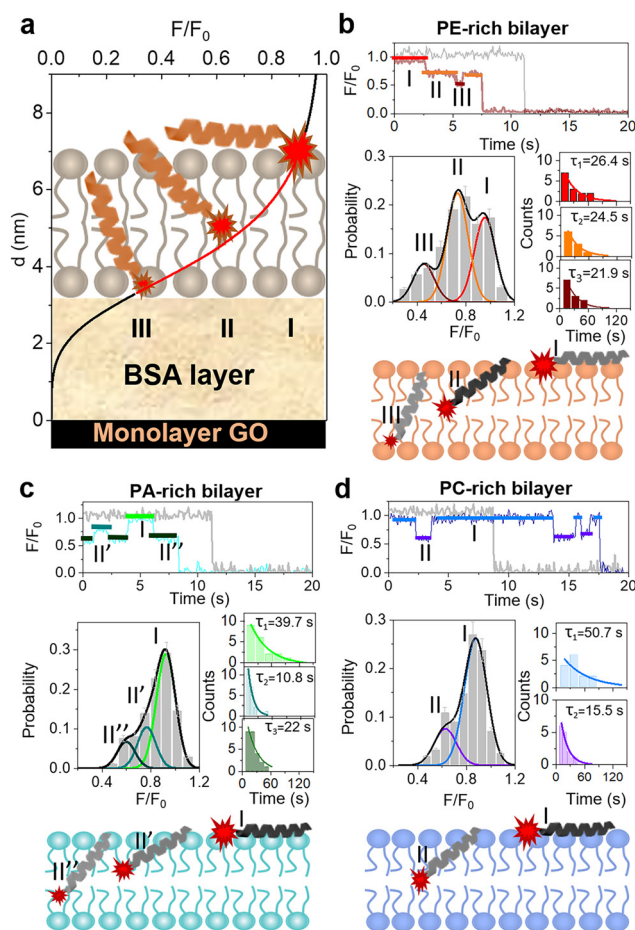 a
F/F₀
0.0 0.2 0.4 0.6 0.8 1.0
d (nm)
8
6
4
2
0
III II I
BSA layer
Monolayer GO
b
PE-rich bilayer
F/F₀
1.0
0.5
0.0
I II III
0 5 10 15 20
Time (s)
Probability
0.3
0.2
0.1
0.0
III II I
0.4 0.8 1.2
F/F₀
Counts
10
5
0
τ₁=26.4 s
10
5
0
τ₂=24.5 s
10
5
0
τ₃=21.9 s
0 60 120
Time (s)
III II I
c
PA-rich bilayer
F/F₀
1.0
0.5
0.0
II′ I II′′
0 5 10 15 20
Time (s)
Probability
0.3
0.2
0.1
0.0
II′′ II′ I
0.4 0.8 1.2
F/F₀
Counts
10
5
0
τ₁=39.7 s
10
5
0
τ₂=10.8 s
10
5
0
τ₃=22 s
0 60 120
Time (s)
II′′ II′ I
d
PC-rich bilayer
F/F₀
1.0
0.5
0.0
II I
0 5 10 15 20
Time (s)
Probability
0.3
0.2
0.1
0.0
II I
0.4 0.8 1.2
F/F₀
Counts
10
5
0
τ₁=50.7 s
10
5
0
τ₂=15.5 s
0 60 120
Time (s)
II I